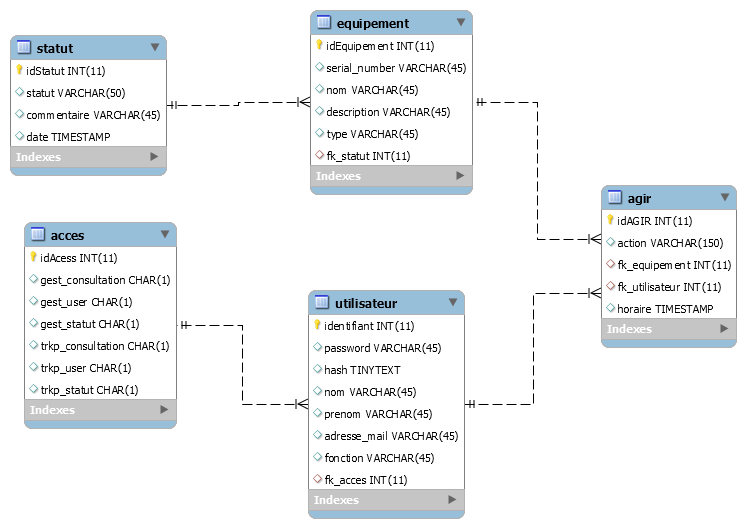 statut
idStatut INT(11)
statut VARCHAR(50)
commentaire VARCHAR(45)
date TIMESTAMP
Indexes
equipement
idEquipement INT(11)
serial_number VARCHAR(45)
nom VARCHAR(45)
description VARCHAR(45)
type VARCHAR(45)
fk_statut INT(11)
Indexes
acces
idAcess INT(11)
gest_consultation CHAR(1)
gest_user CHAR(1)
gest_statut CHAR(1)
trkp_consultation CHAR(1)
trkp_user CHAR(1)
trkp_statut CHAR(1)
Indexes
utilisateur
identifiant INT(11)
password VARCHAR(45)
hash TINYTEXT
nom VARCHAR(45)
prenom VARCHAR(45)
adresse_mail VARCHAR(45)
fonction VARCHAR(45)
fk_acces INT(11)
Indexes
agir
idAGIR INT(11)
action VARCHAR(150)
fk_equipement INT(11)
fk_utilisateur INT(11)
horaire TIMESTAMP
Indexes